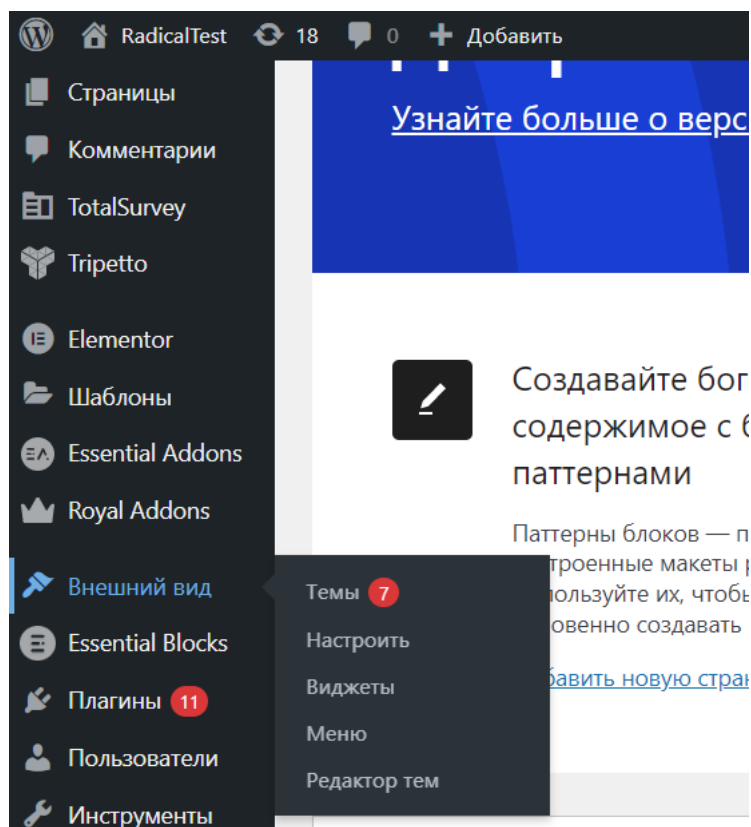 RadicalTest 18 0 Добавить
Страницы
Комментарии
TotalSurvey
Tripetto
Elementor
Шаблоны
Essential Addons
Royal Addons
Внешний вид
Essential Blocks
Плагины 11
Пользователи
Инструменты
Темы 7
Настроить
Виджеты
Меню
Редактор тем
Узнайте больше о верс
Создавайте бог
содержимое с б
паттернами
Паттерны блоков — п
троенные макеты р
пользуйте их, чтобы
овенно создавать
бавить новую стран